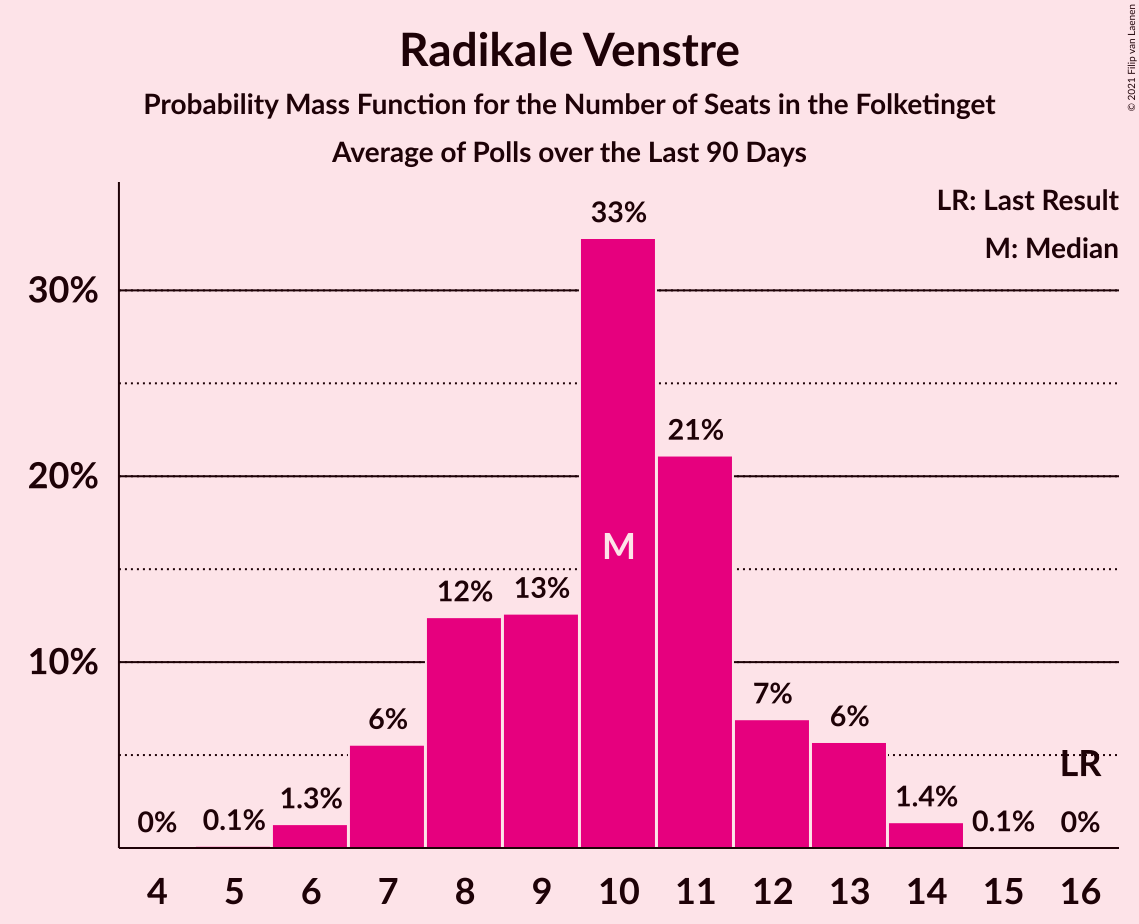 Radikale Venstre
Probability Mass Function for the Number of Seats in the Folketinget
Average of Polls over the Last 90 Days
© 2021 Filip van Laenen
LR: Last Result
M: Median
33%
30%
21%
20%
M
12%
13%
10%
7%
6%
6%
LR
1.3%
1.4%
0%
0.1%
0.1%
0%
4 5 6 7 8 9 10 11 12 13 14 15 16